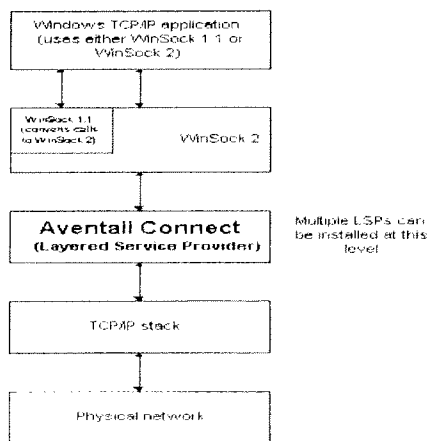 Windows TCP/IP application
(uses either WinSock 1.1 or
WinSock 2)
WinSock 1.1
(converts calls
to WinSock 2)
WinSock 2
Aventail Connect
(Layered Service Provider)
Multiple LSPs can
be installed at this
level
TCP/IP stack
Physical network